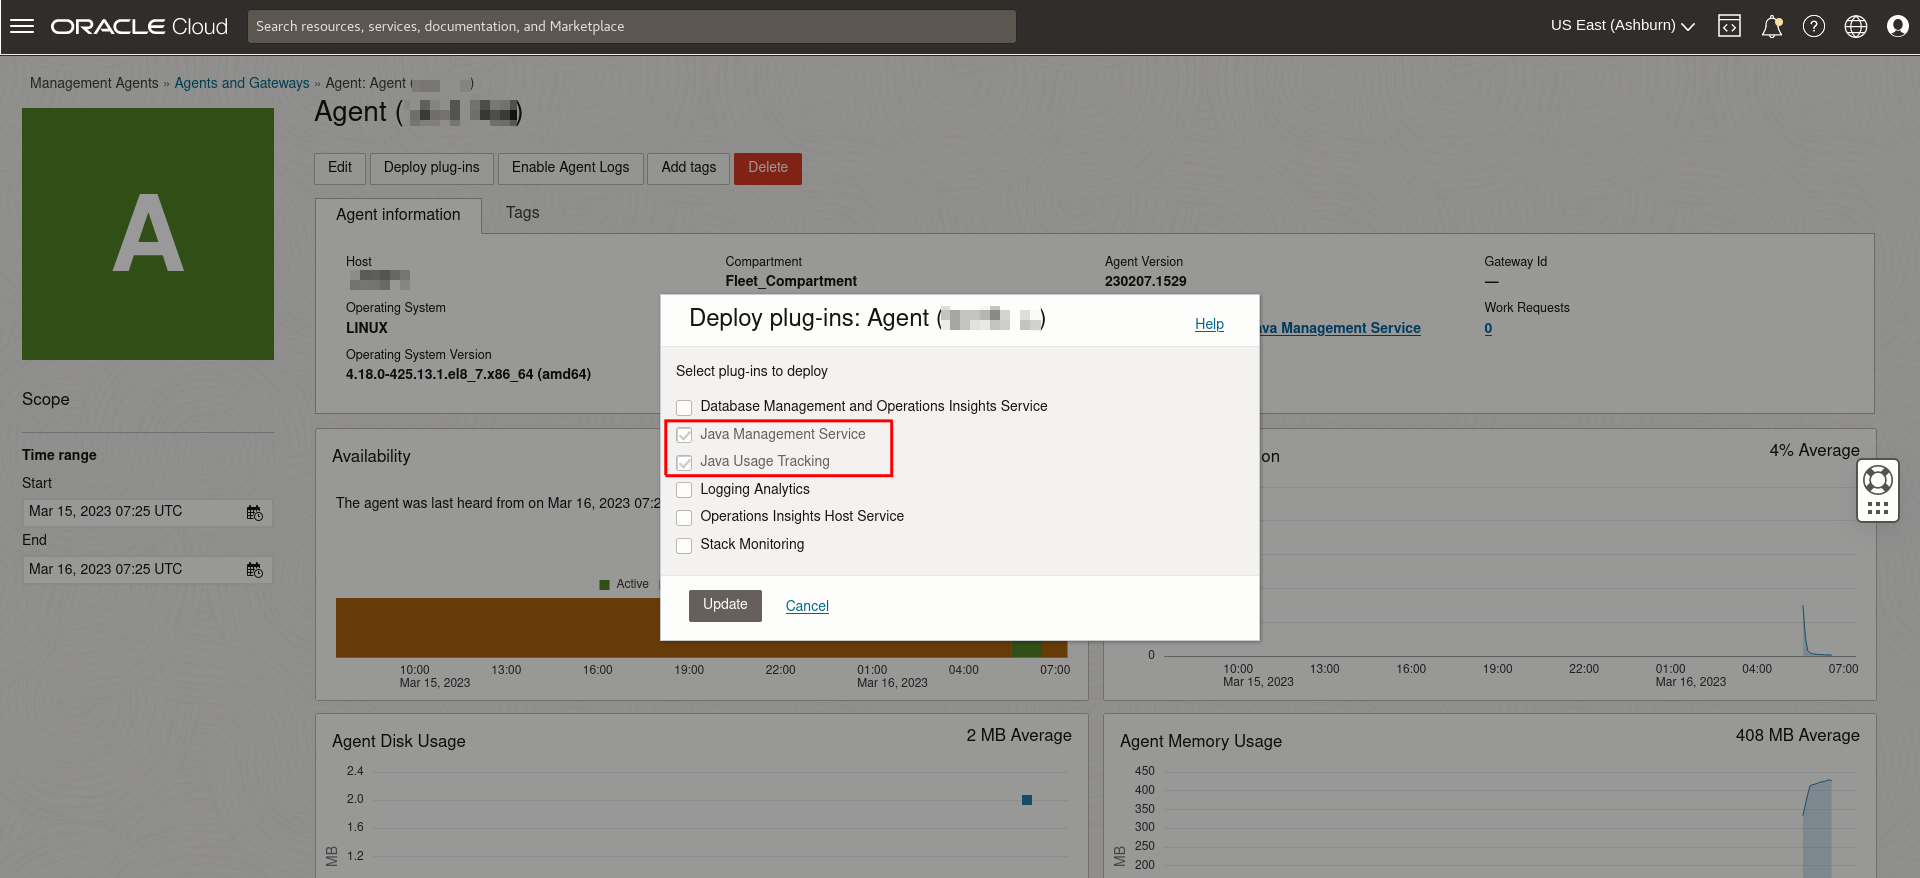 ORACLE Cloud
Search resources, services, documentation, and Marketplace
US East (Ashburn)
Management Agents » Agents and Gateways » Agent: Agent ( )
Agent ( )
A
Edit
Deploy plug-ins
Enable Agent Logs
Add tags
Delete
Agent information
Tags
Host
Operating System
LINUX
Operating System Version
4.18.0-425.13.1.el8_7.x86_64 (amd64)
Compartment
Fleet_Compartment
Agent Version
230207.1529
ava Management Service
Gateway Id
—
Work Requests
0
Scope
Time range
Start
Mar 15, 2023 07:25 UTC
End
Mar 16, 2023 07:25 UTC
Deploy plug-ins: Agent ( )
Help
Select plug-ins to deploy
Database Management and Operations Insights Service
Java Management Service
Java Usage Tracking
Logging Analytics
Operations Insights Host Service
Stack Monitoring
Update
Cancel
Availability
The agent was last heard from on Mar 16, 2023 07:2
Active
10:00 13:00 16:00 19:00 22:00 01:00 04:00 07:00
Mar 15, 2023 Mar 16, 2023
on
4% Average
0
10:00 13:00 16:00 19:00 22:00 01:00 04:00 07:00
Mar 15, 2023 Mar 16, 2023
Agent Disk Usage
2 MB Average
2.4
2.0
1.6
1.2
MB
Agent Memory Usage
408 MB Average
450
400
350
300
250
200
MB